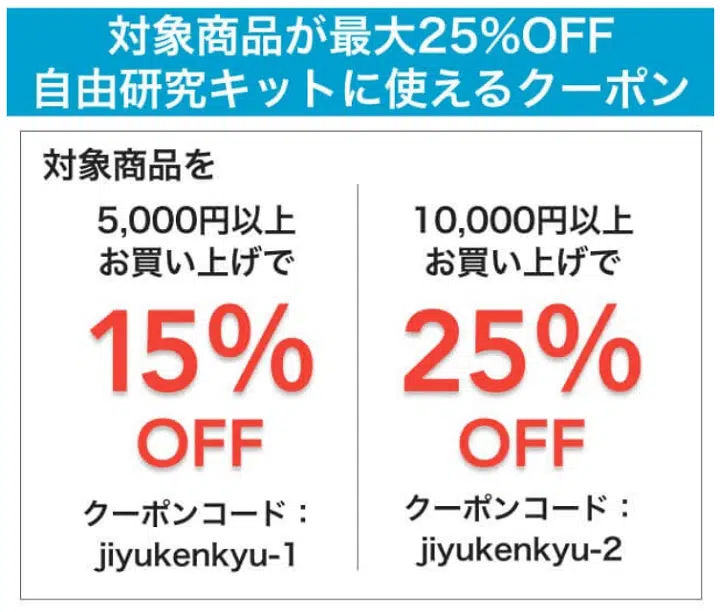 対象商品が最大25%OFF
自由研究キットに使えるクーポン
対象商品を
5,000円以上
お買い上げで
15%
OFF
クーポンコード：
jiyukenkyu-1
10,000円以上
お買い上げで
25%
OFF
クーポンコード：
jiyukenkyu-2